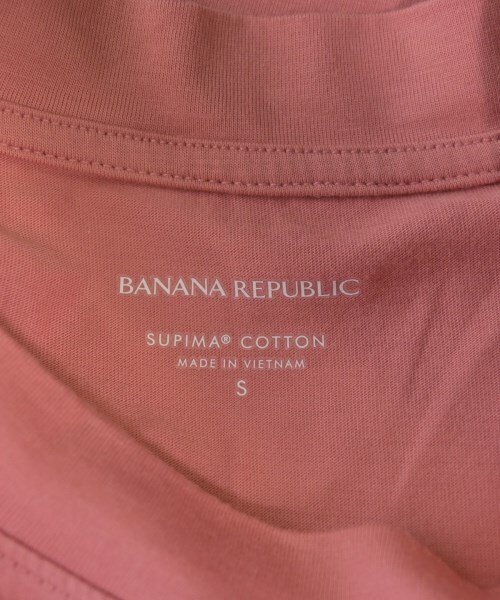 BANANA REPUBLIC
SUPIMA® COTTON
MADE IN VIETNAM
S